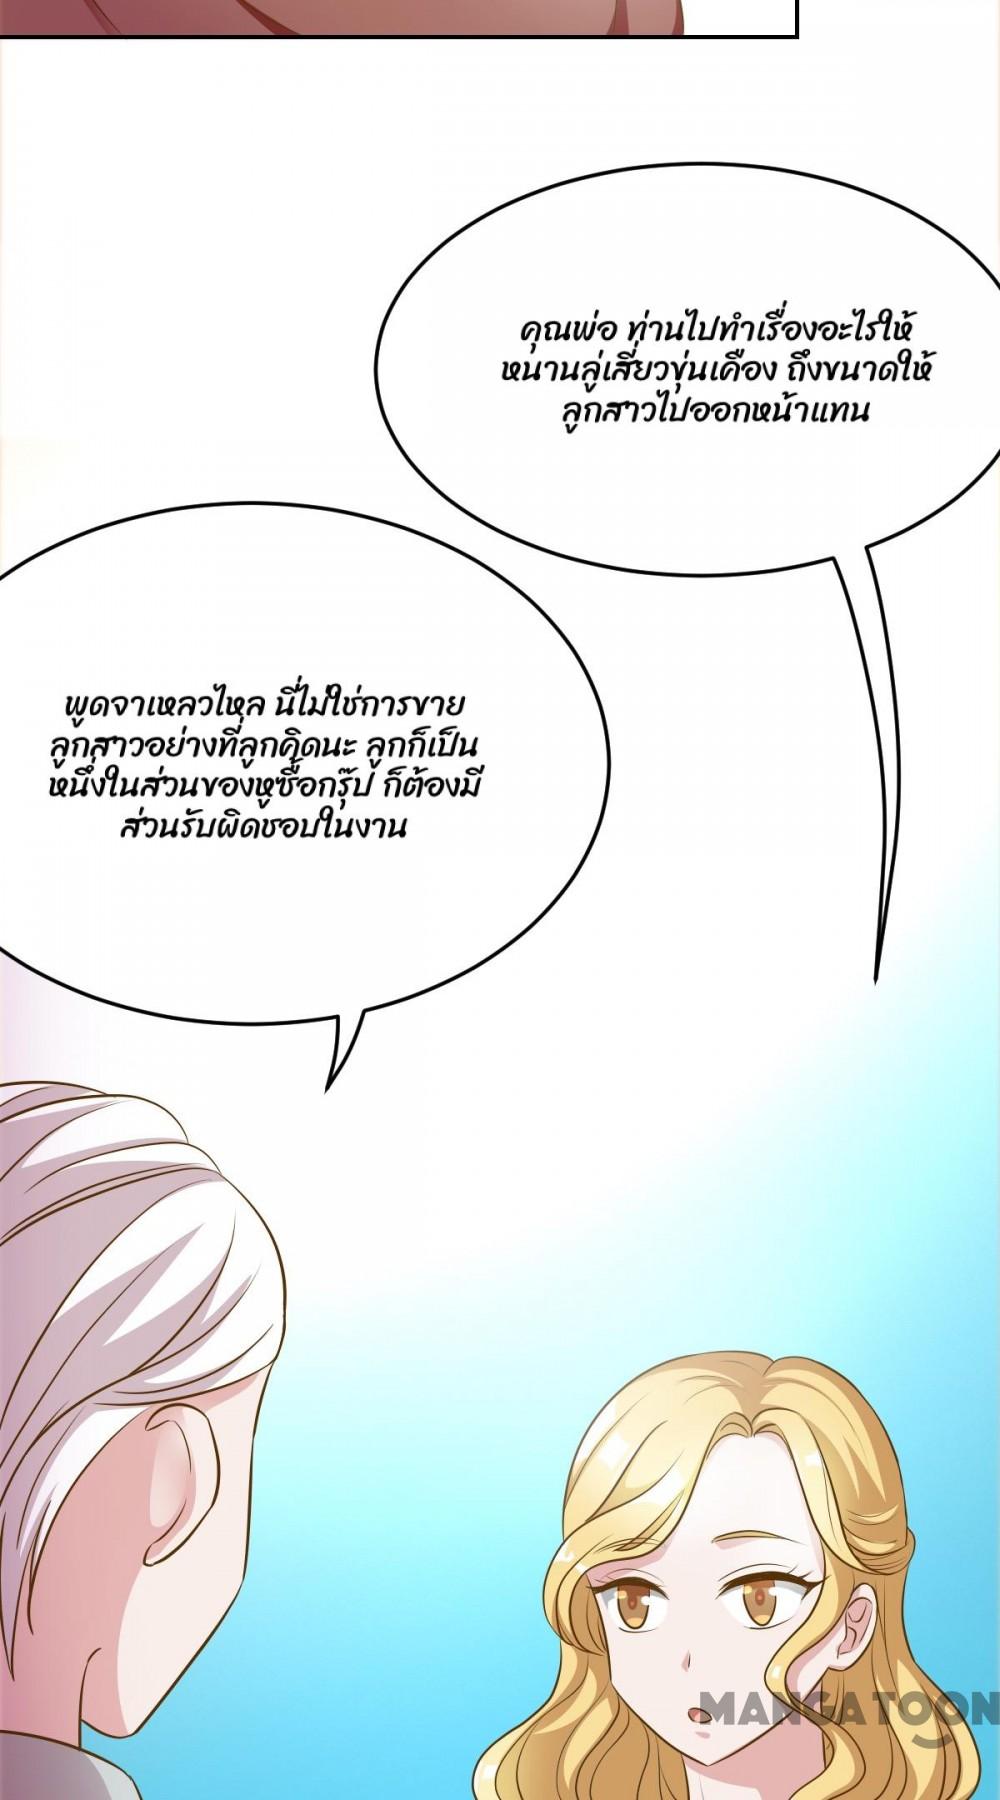 คุณพ่อ ท่านไปทำเรื่องอะไรให้
หนานลู่เสี่ยวขุ่นเคือง ถึงขนาดให้
ลูกสาวไปออกหน้าแทน
พูดจาเหลวไหล นี่ไม่ใช่การขาย
ลูกสาวอย่างที่ลูกคิดนะ ลูกก็เป็น
หนึ่งในส่วนของหูซื้อกรุ๊ป ก็ต้องมี
ส่วนรับผิดชอบในงาน
MANGATOON